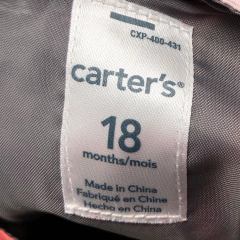 CXP-400-431
carter's®
18
months/mois
Made in China
Fabriqué en Chine
Hecho en China